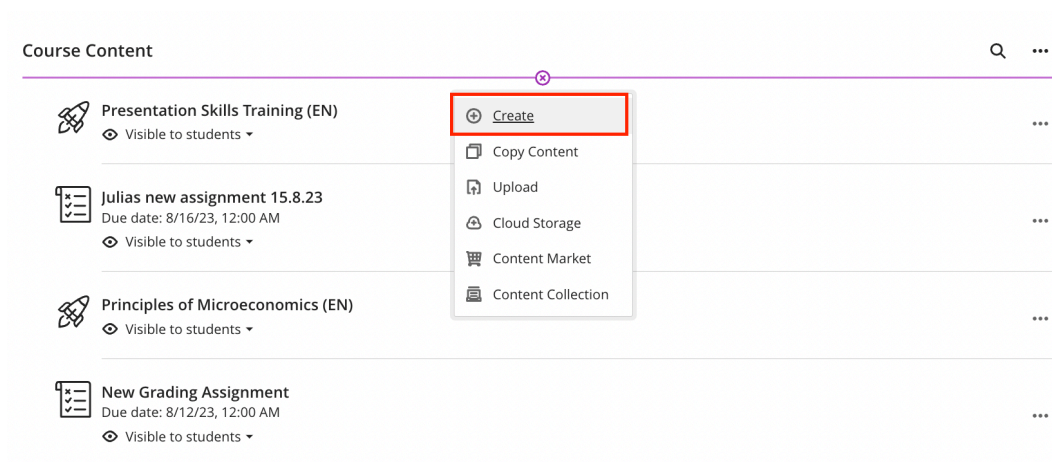 Course Content
Presentation Skills Training (EN)
Visible to students
Create
Copy Content
Upload
Cloud Storage
Content Market
Content Collection
Julias new assignment 15.8.23
Due date: 8/16/23, 12:00 AM
Visible to students
Principles of Microeconomics (EN)
Visible to students
New Grading Assignment
Due date: 8/12/23, 12:00 AM
Visible to students